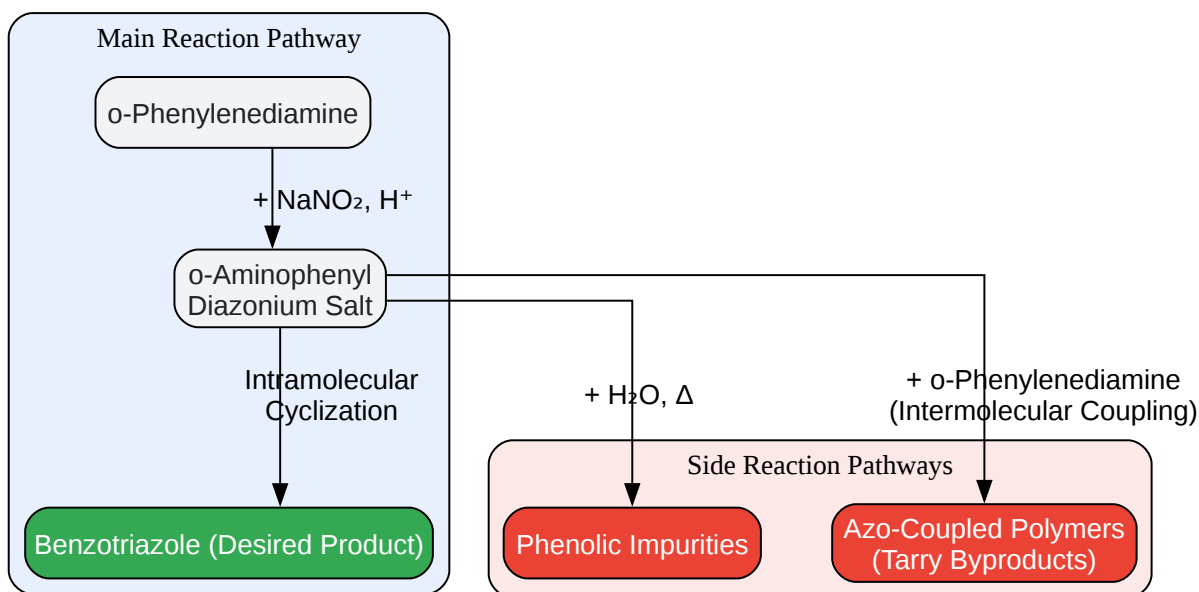 Main Reaction Pathway
o-Phenylenediamine
+ NaNO₂, H⁺
o-Aminophenyl
Diazonium Salt
Intramolecular
Cyclization
+ H₂O, Δ
+ o-Phenylenediamine
(Intermolecular Coupling)
Side Reaction Pathways
Benzotriazole (Desired Product)
Phenolic Impurities
Azo-Coupled Polymers
(Tarry Byproducts)